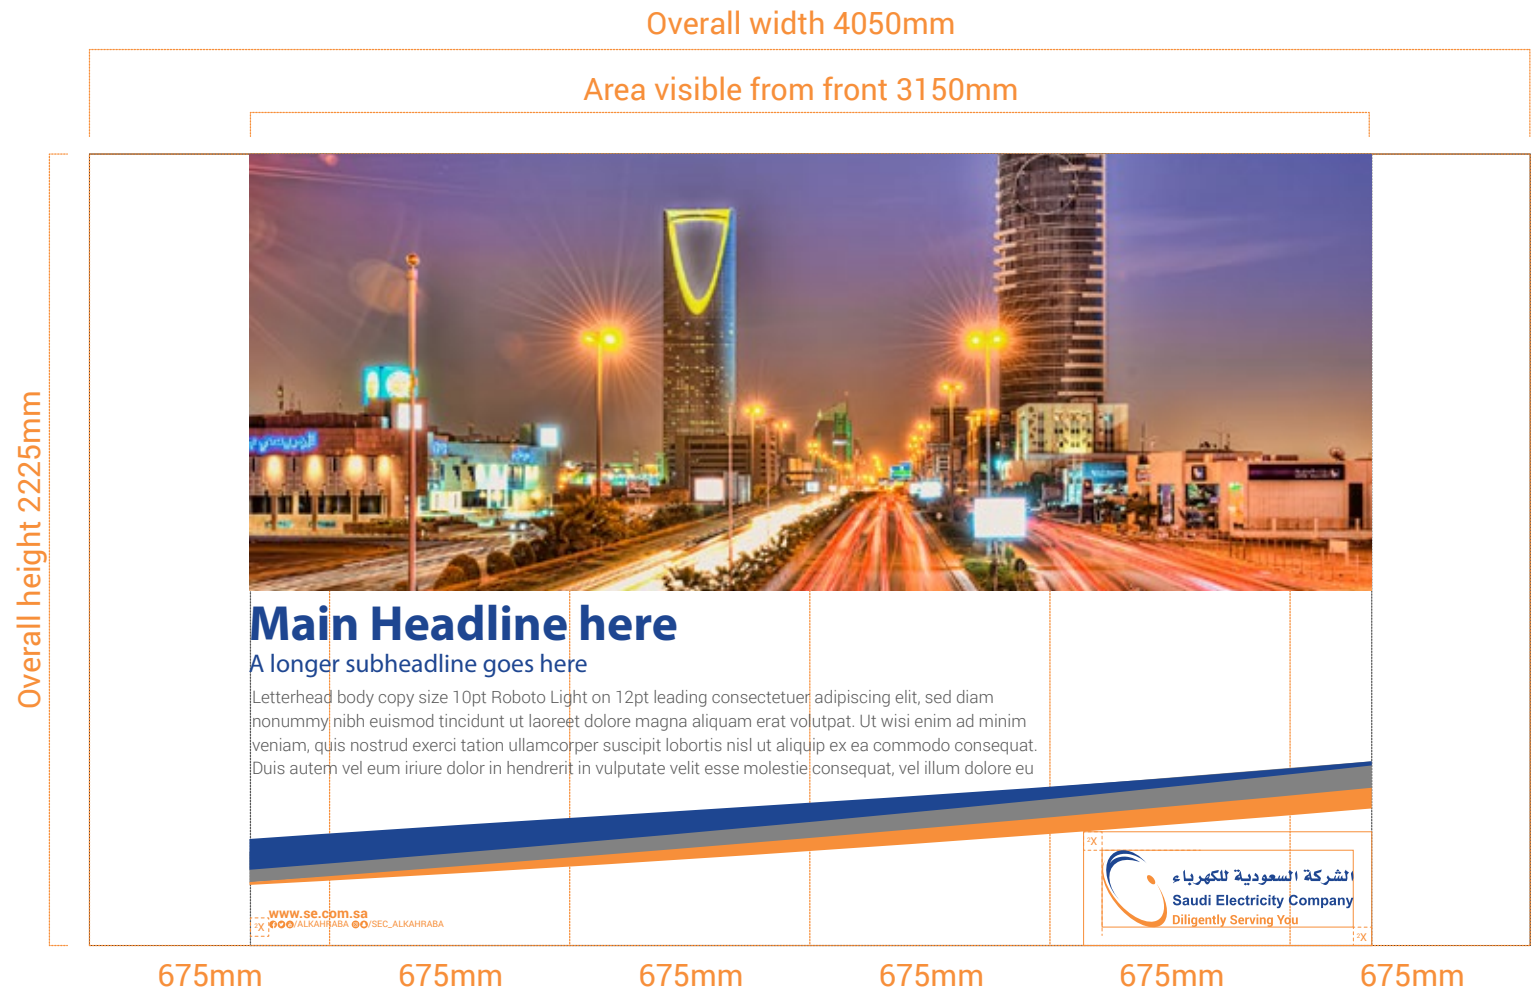 Overall width 4050mm
Area visible from front 3150mm
Overall height 2225mm
Main Headline here
A longer subheadline goes here
Letterhead body copy size 10pt Roboto Light on 12pt leading consectetuer adipiscing elit, sed diam
nonummy nibh euismod tincidunt ut laoreet dolore magna aliquam erat volutpat. Ut wisi enim ad minim
veniam, quis nostrud exerci tation ullamcorper suscipit lobortis nisl ut aliquip ex ea commodo consequat.
Duis autem vel eum iriure dolor in hendrerit in vulputate velit esse molestie consequat, vel illum dolore eu
2X
الشركة السعودية للكهرباء
Saudi Electricity Company
Diligently Serving You
2X
www.se.com.sa
/ALKAHRABA /SEC_ALKAHRABA
2X
675mm 675mm 675mm 675mm 675mm 675mm